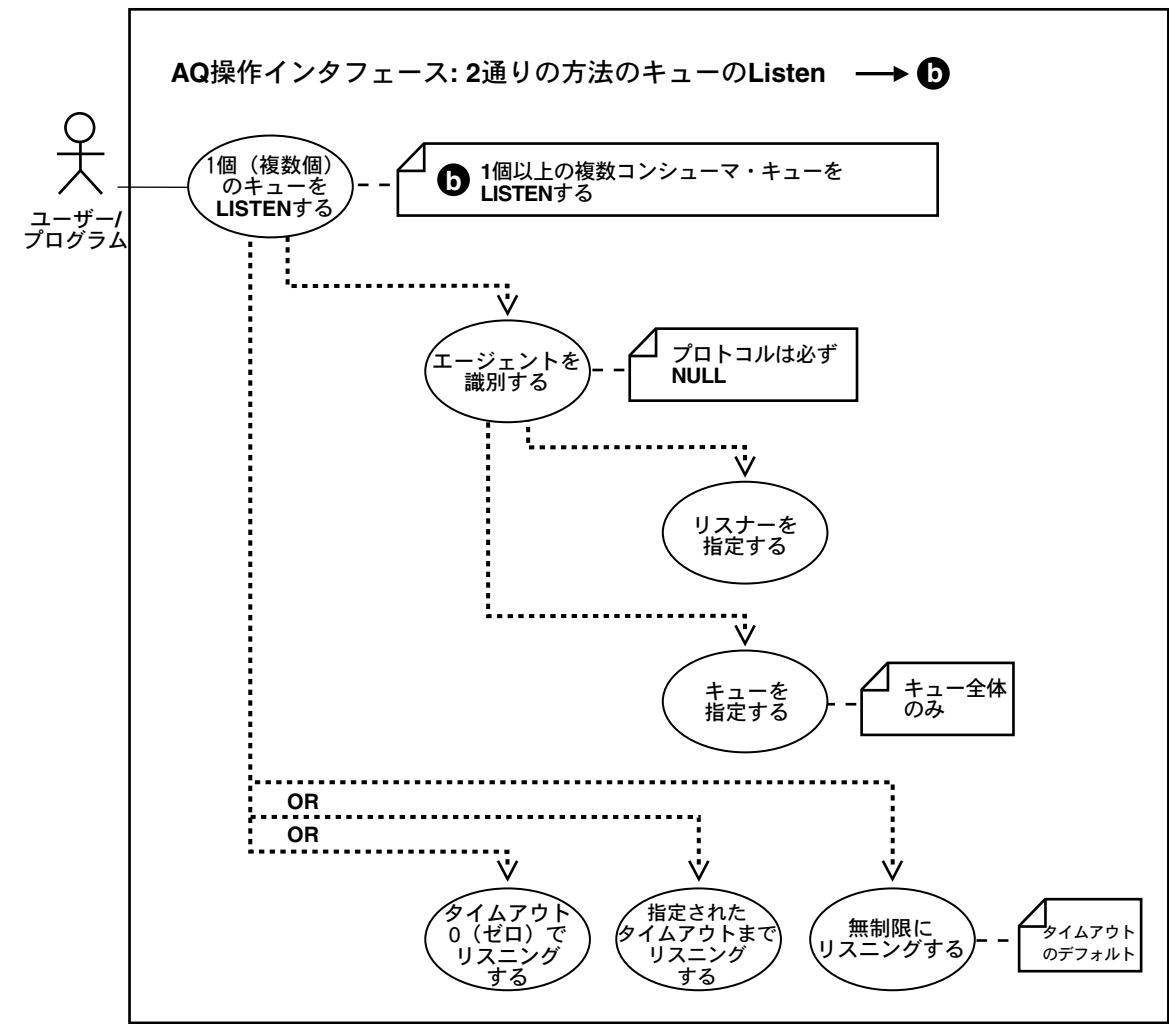 AQ操作インタフェース: 2通りの方法のキューのListen b
1個（複数個）
のキューを
LISTENする
b 1個以上の複数コンシューマ・キューを
LISTENする
ユーザー/
プログラム
エージェントを
識別する
プロトコルは必ず
NULL
リスナーを
指定する
キューを
指定する
キュー全体
のみ
OR
OR
タイムアウト
0（ゼロ）で
リスニング
する
指定された
タイムアウトまで
リスニング
する
無制限に
リスニングする
タイムアウト
のデフォルト